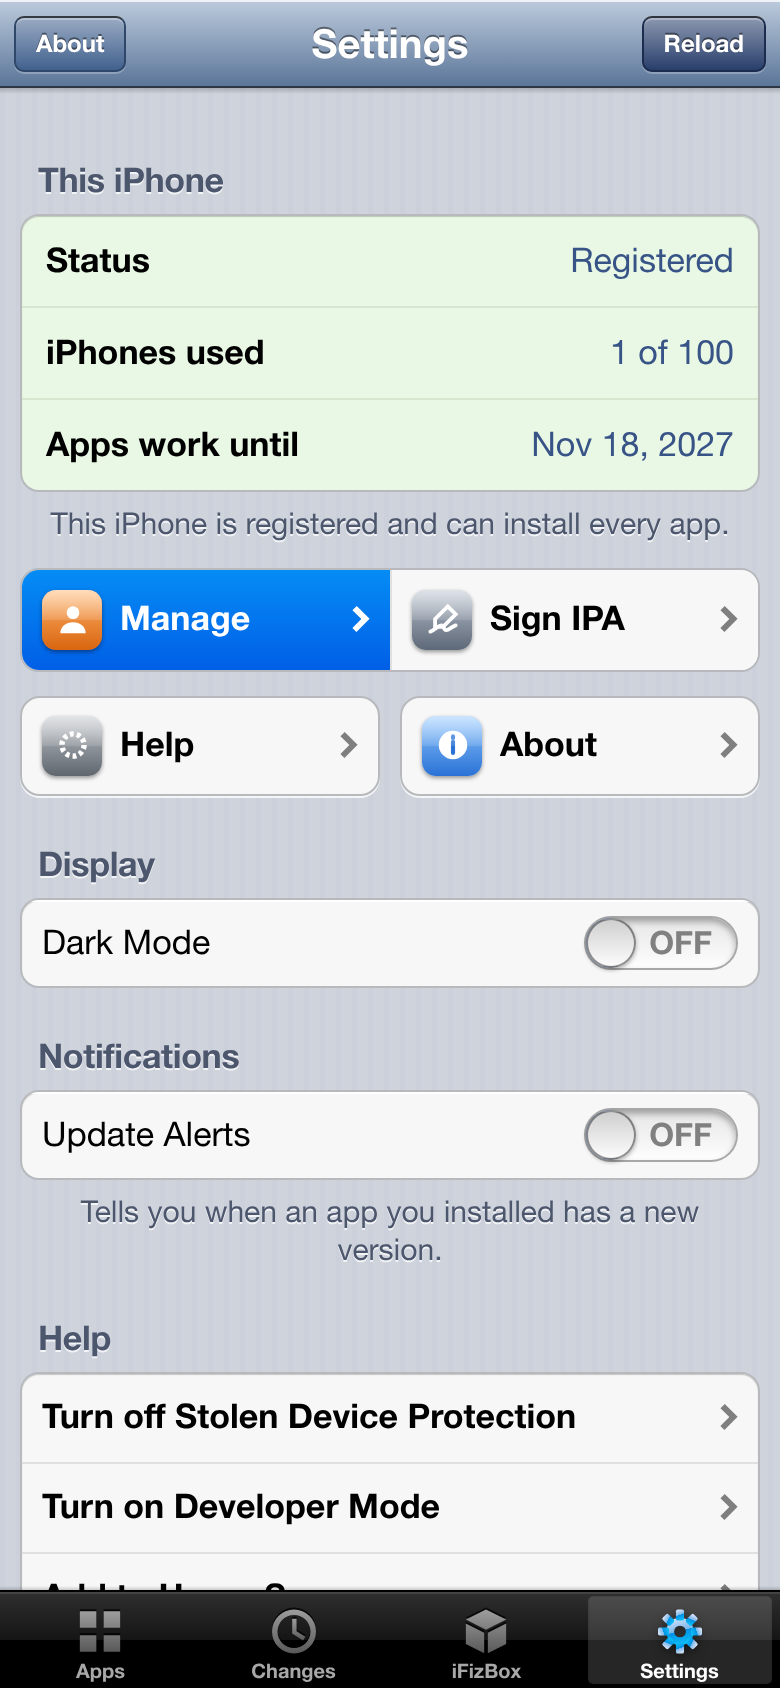 About
Settings
Reload
This iPhone
Status
Registered
iPhones used
1 of 100
Apps work until
Nov 18, 2027
This iPhone is registered and can install every app.
Manage
Sign IPA
Help
About
Display
Dark Mode
OFF
Notifications
Update Alerts
OFF
Tells you when an app you installed has a new
version.
Help
Turn off Stolen Device Protection
Turn on Developer Mode
Apps
Changes
iFizBox
Settings